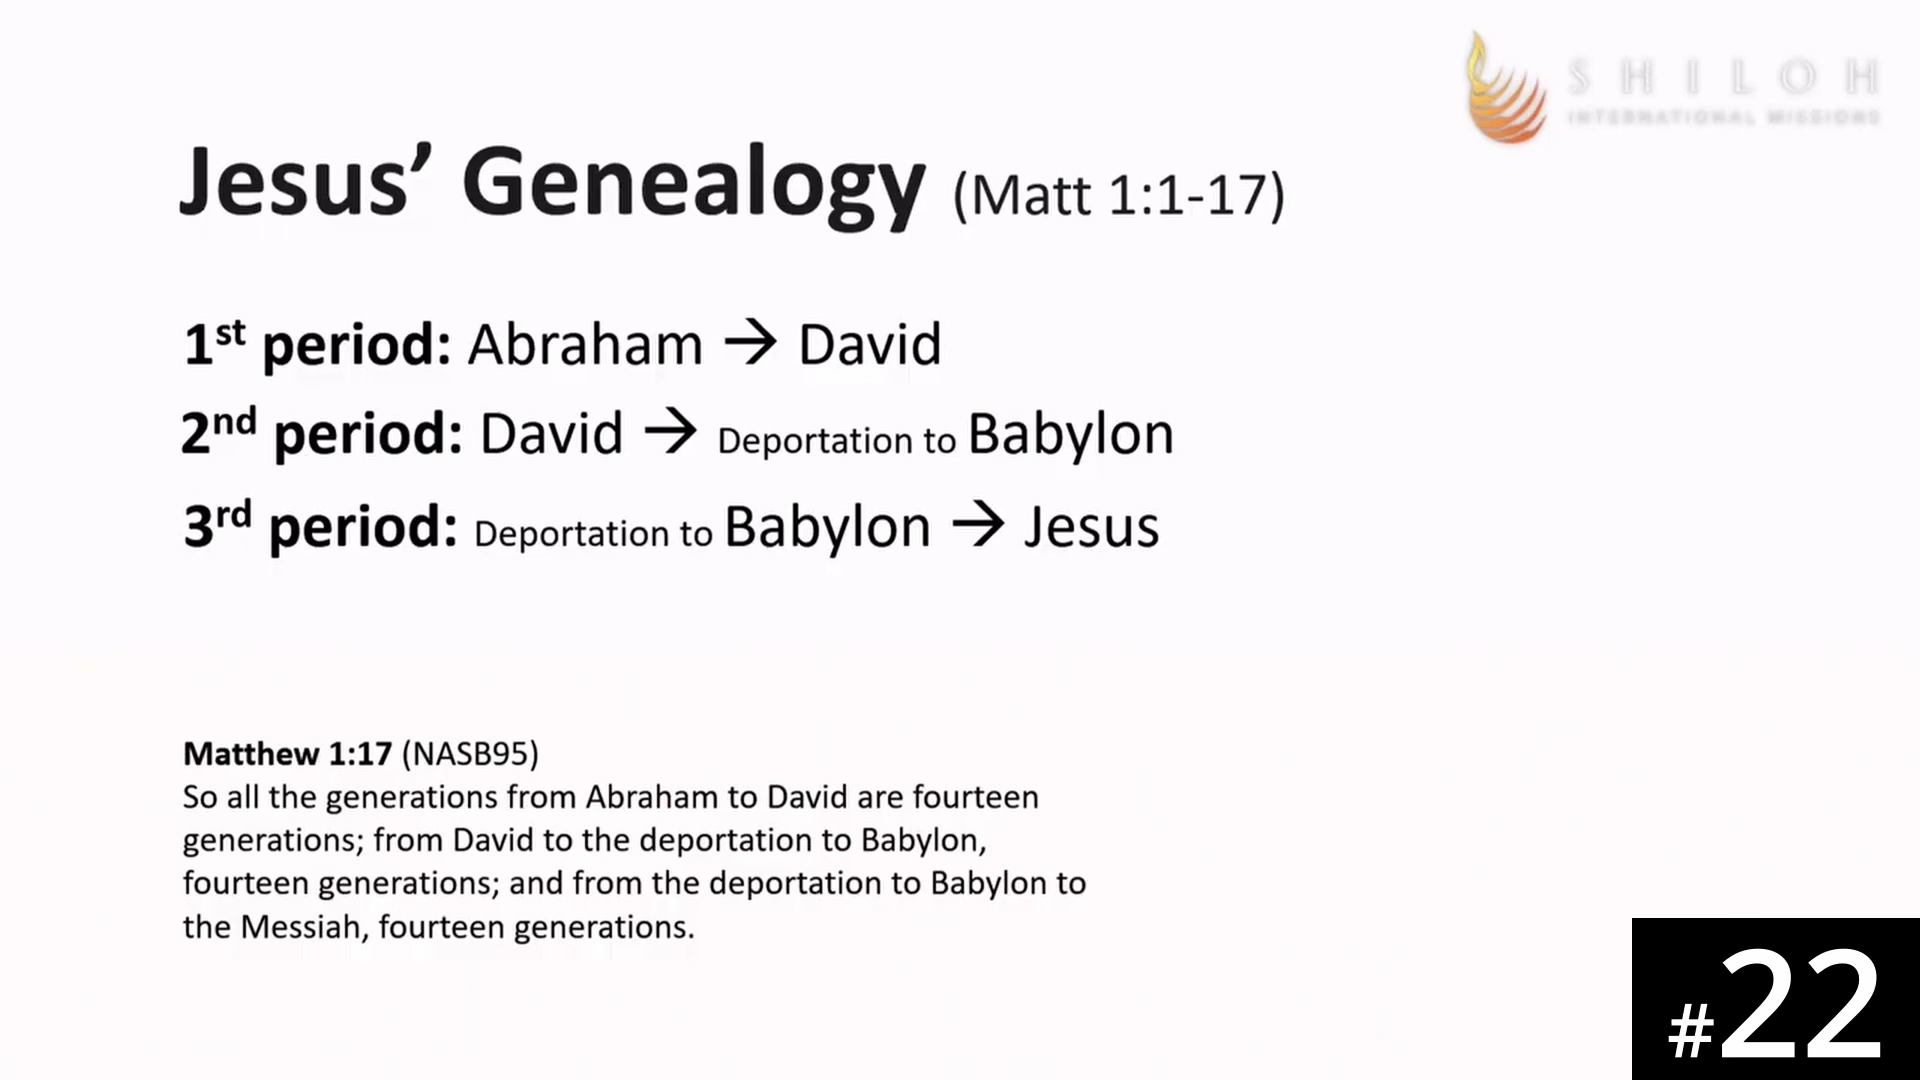 SHILOH
INTERNATIONAL MISSIONS
Jesus’ Genealogy (Matt 1:1-17)
1st period: Abraham → David
2nd period: David → Deportation to Babylon
3rd period: Deportation to Babylon → Jesus
Matthew 1:17 (NASB95)
So all the generations from Abraham to David are fourteen
generations; from David to the deportation to Babylon,
fourteen generations; and from the deportation to Babylon to
the Messiah, fourteen generations.
#22